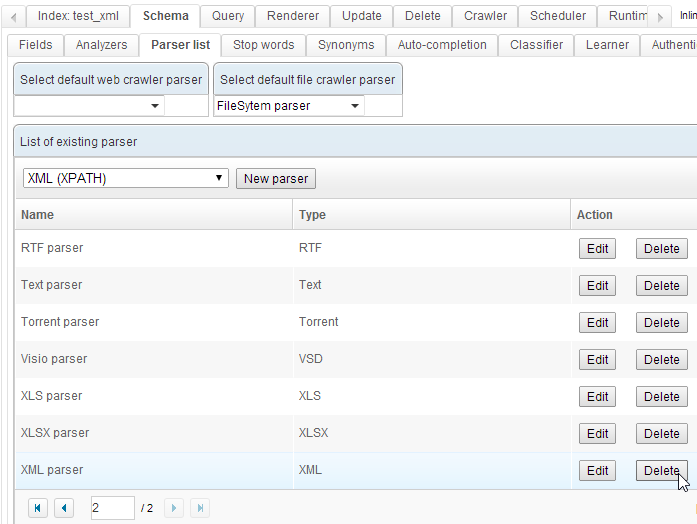 Index: test_xml Schema Query Renderer Update Delete Crawler Scheduler Runtim Inlin
Fields Analyzers Parser list Stop words Synonyms Auto-completion Classifier Learner Authenti
Select default web crawler parser Select default file crawler parser
FileSytem parser
List of existing parser
XML (XPATH) New parser
Name Type Action
RTF parser RTF Edit Delete
Text parser Text Edit Delete
Torrent parser Torrent Edit Delete
Visio parser VSD Edit Delete
XLS parser XLS Edit Delete
XLSX parser XLSX Edit Delete
XML parser XML Edit Delete
2 / 2